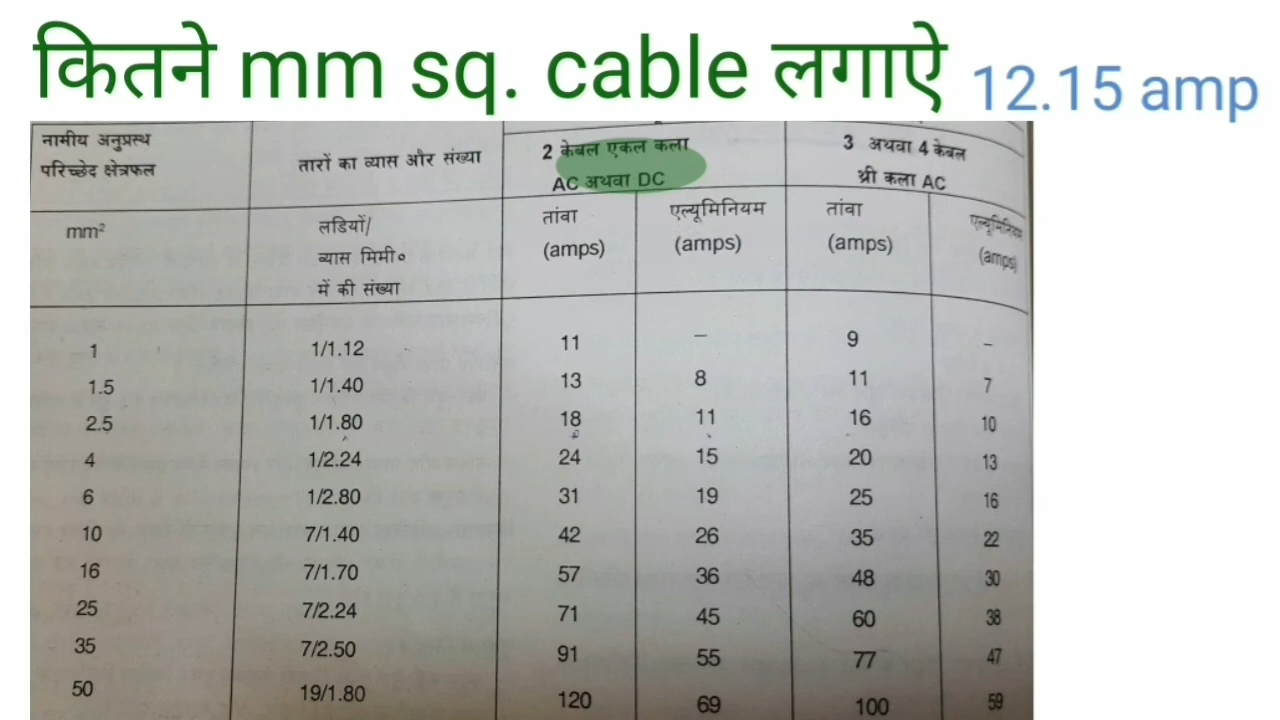 कितने mm sq. cable लगाऐ 12.15 amp
नामीय अनुप्रस्थ परिच्छेद क्षेत्रफल
तारों का व्यास और संख्या
2 केबल एकल कला
AC अथवा DC
3 अथवा 4 केबल
थ्री कला AC
mm²
लडियों/
व्यास मिमी०
में की संख्या
तांवा
(amps)
एल्यूमिनियम
(amps)
तांवा
(amps)
एल्यूमिनियम
(amps)
1 1/1.12 11 – 9 –
1.5 1/1.40 13 8 11 7
2.5 1/1.80 18 11 16 10
4 1/2.24 24 15 20 13
6 1/2.80 31 19 25 16
10 7/1.40 42 26 35 22
16 7/1.70 57 36 48 30
25 7/2.24 71 45 60 38
35 7/2.50 91 55 77 47
50 19/1.80 120 69 100 59